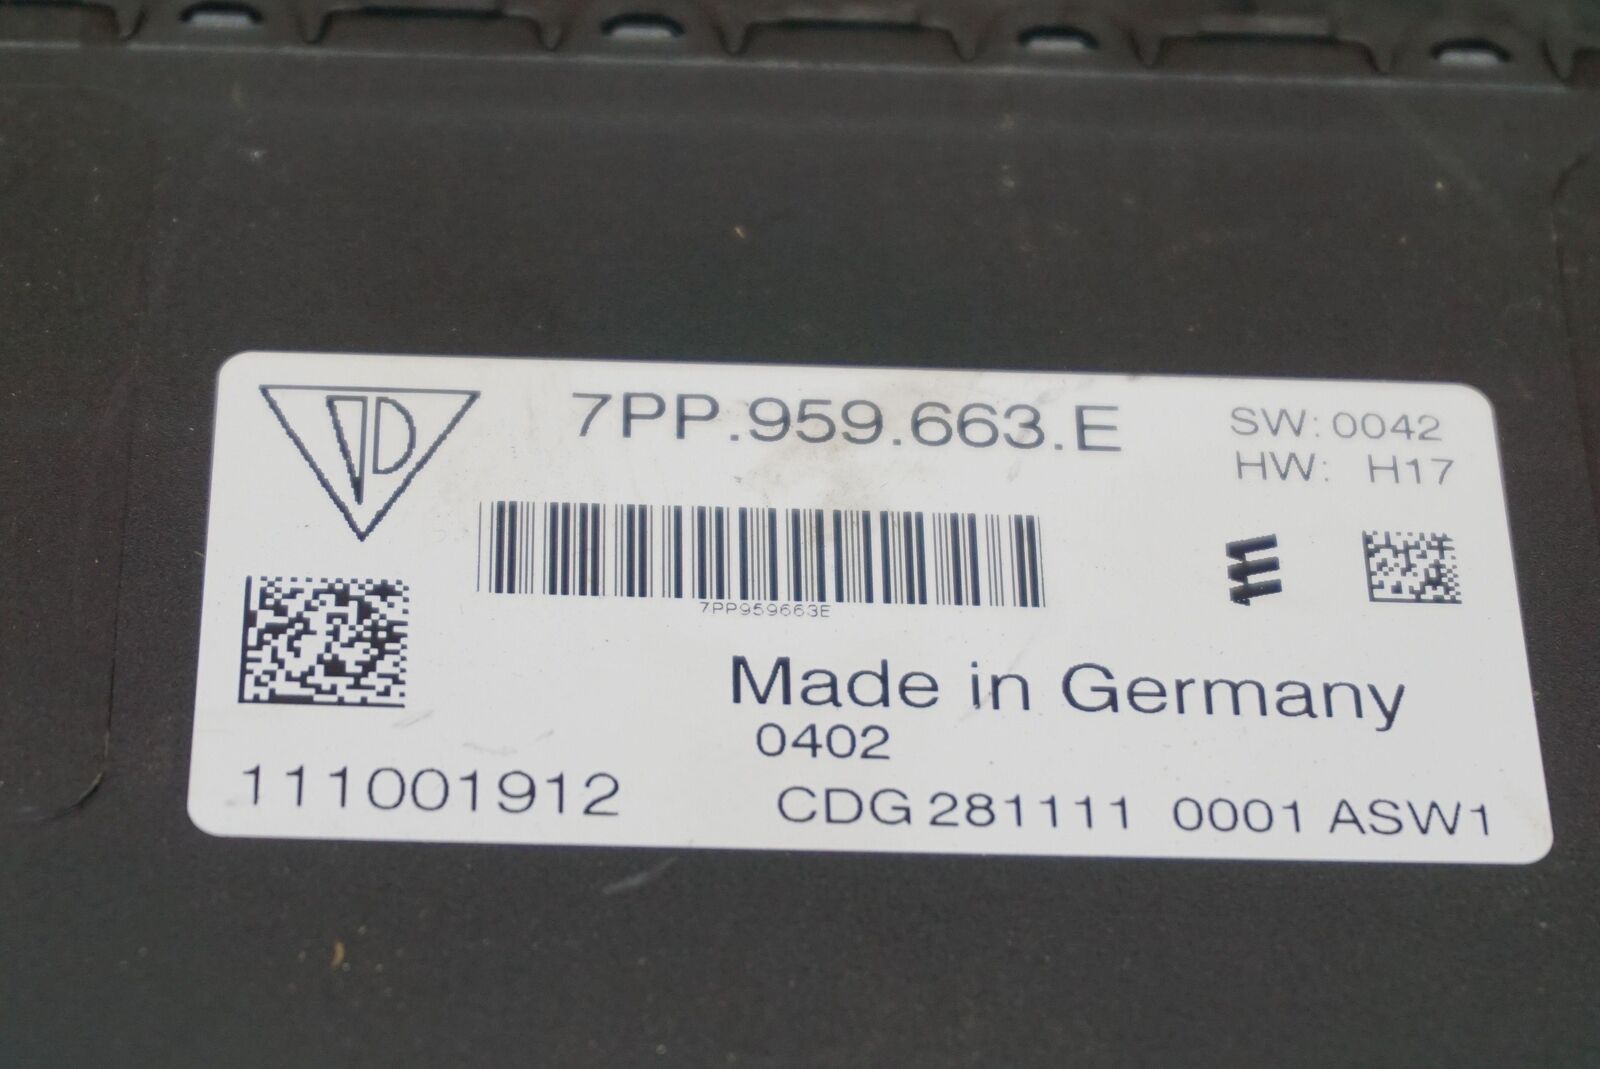 7PP.959.663.E
SW:0042
HW: H17
7PP959663E
Made in Germany
0402
111001912
CDG 281111 0001 ASW1